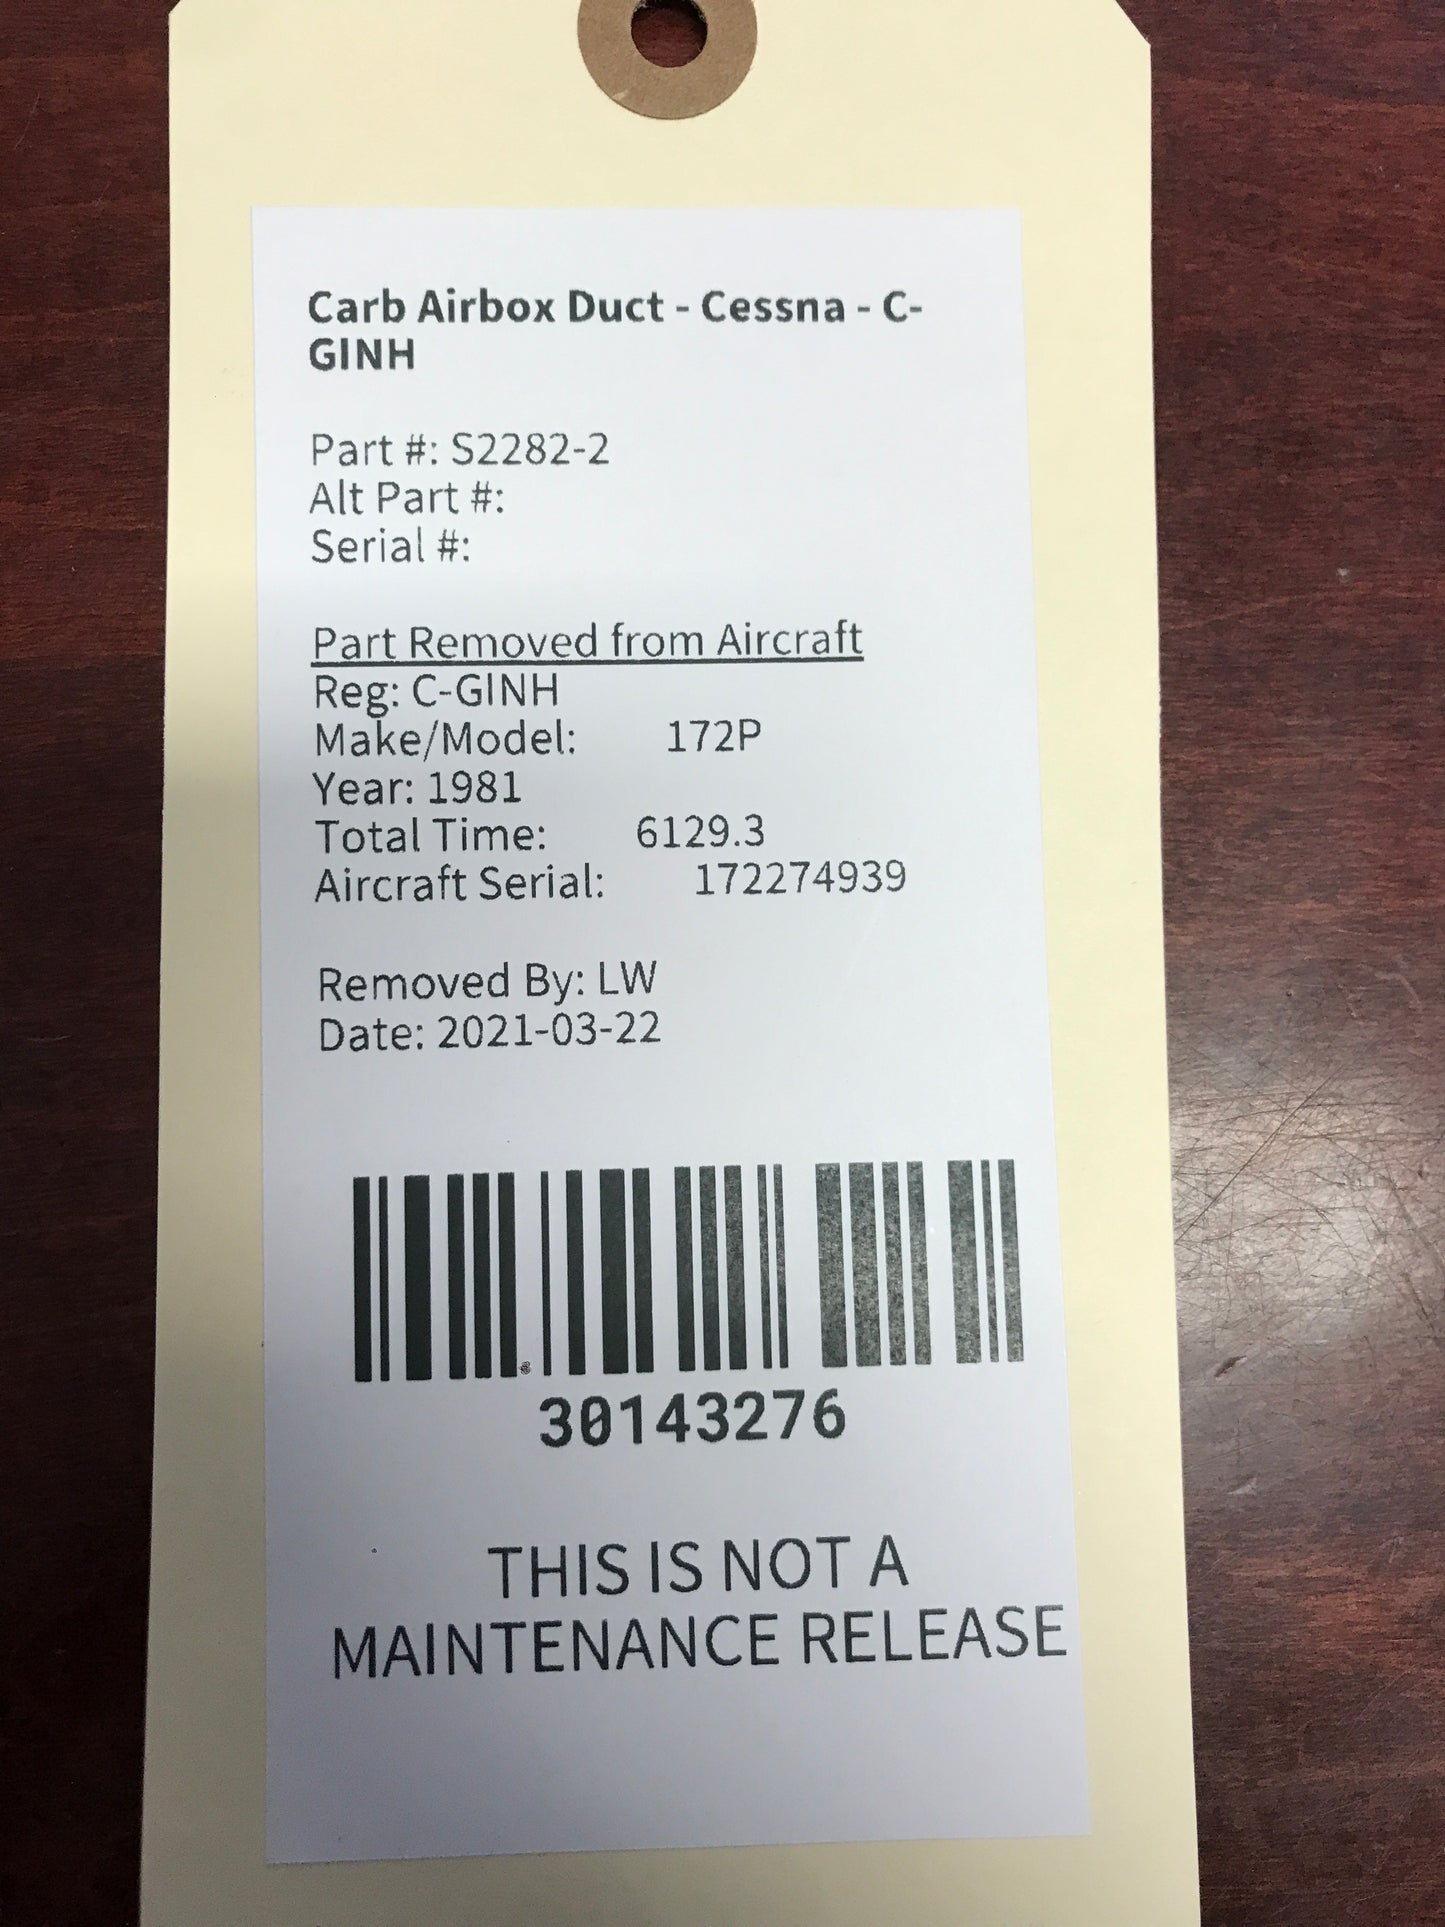 Carb Airbox Duct - Cessna - C-
GINH
Part #: S2282-2
Alt Part #:
Serial #:
Part Removed from Aircraft
Reg: C-GINH
Make/Model: 172P
Year: 1981
Total Time: 6129.3
Aircraft Serial: 172274939
Removed By: LW
Date: 2021-03-22
30143276
THIS IS NOT A
MAINTENANCE RELEASE